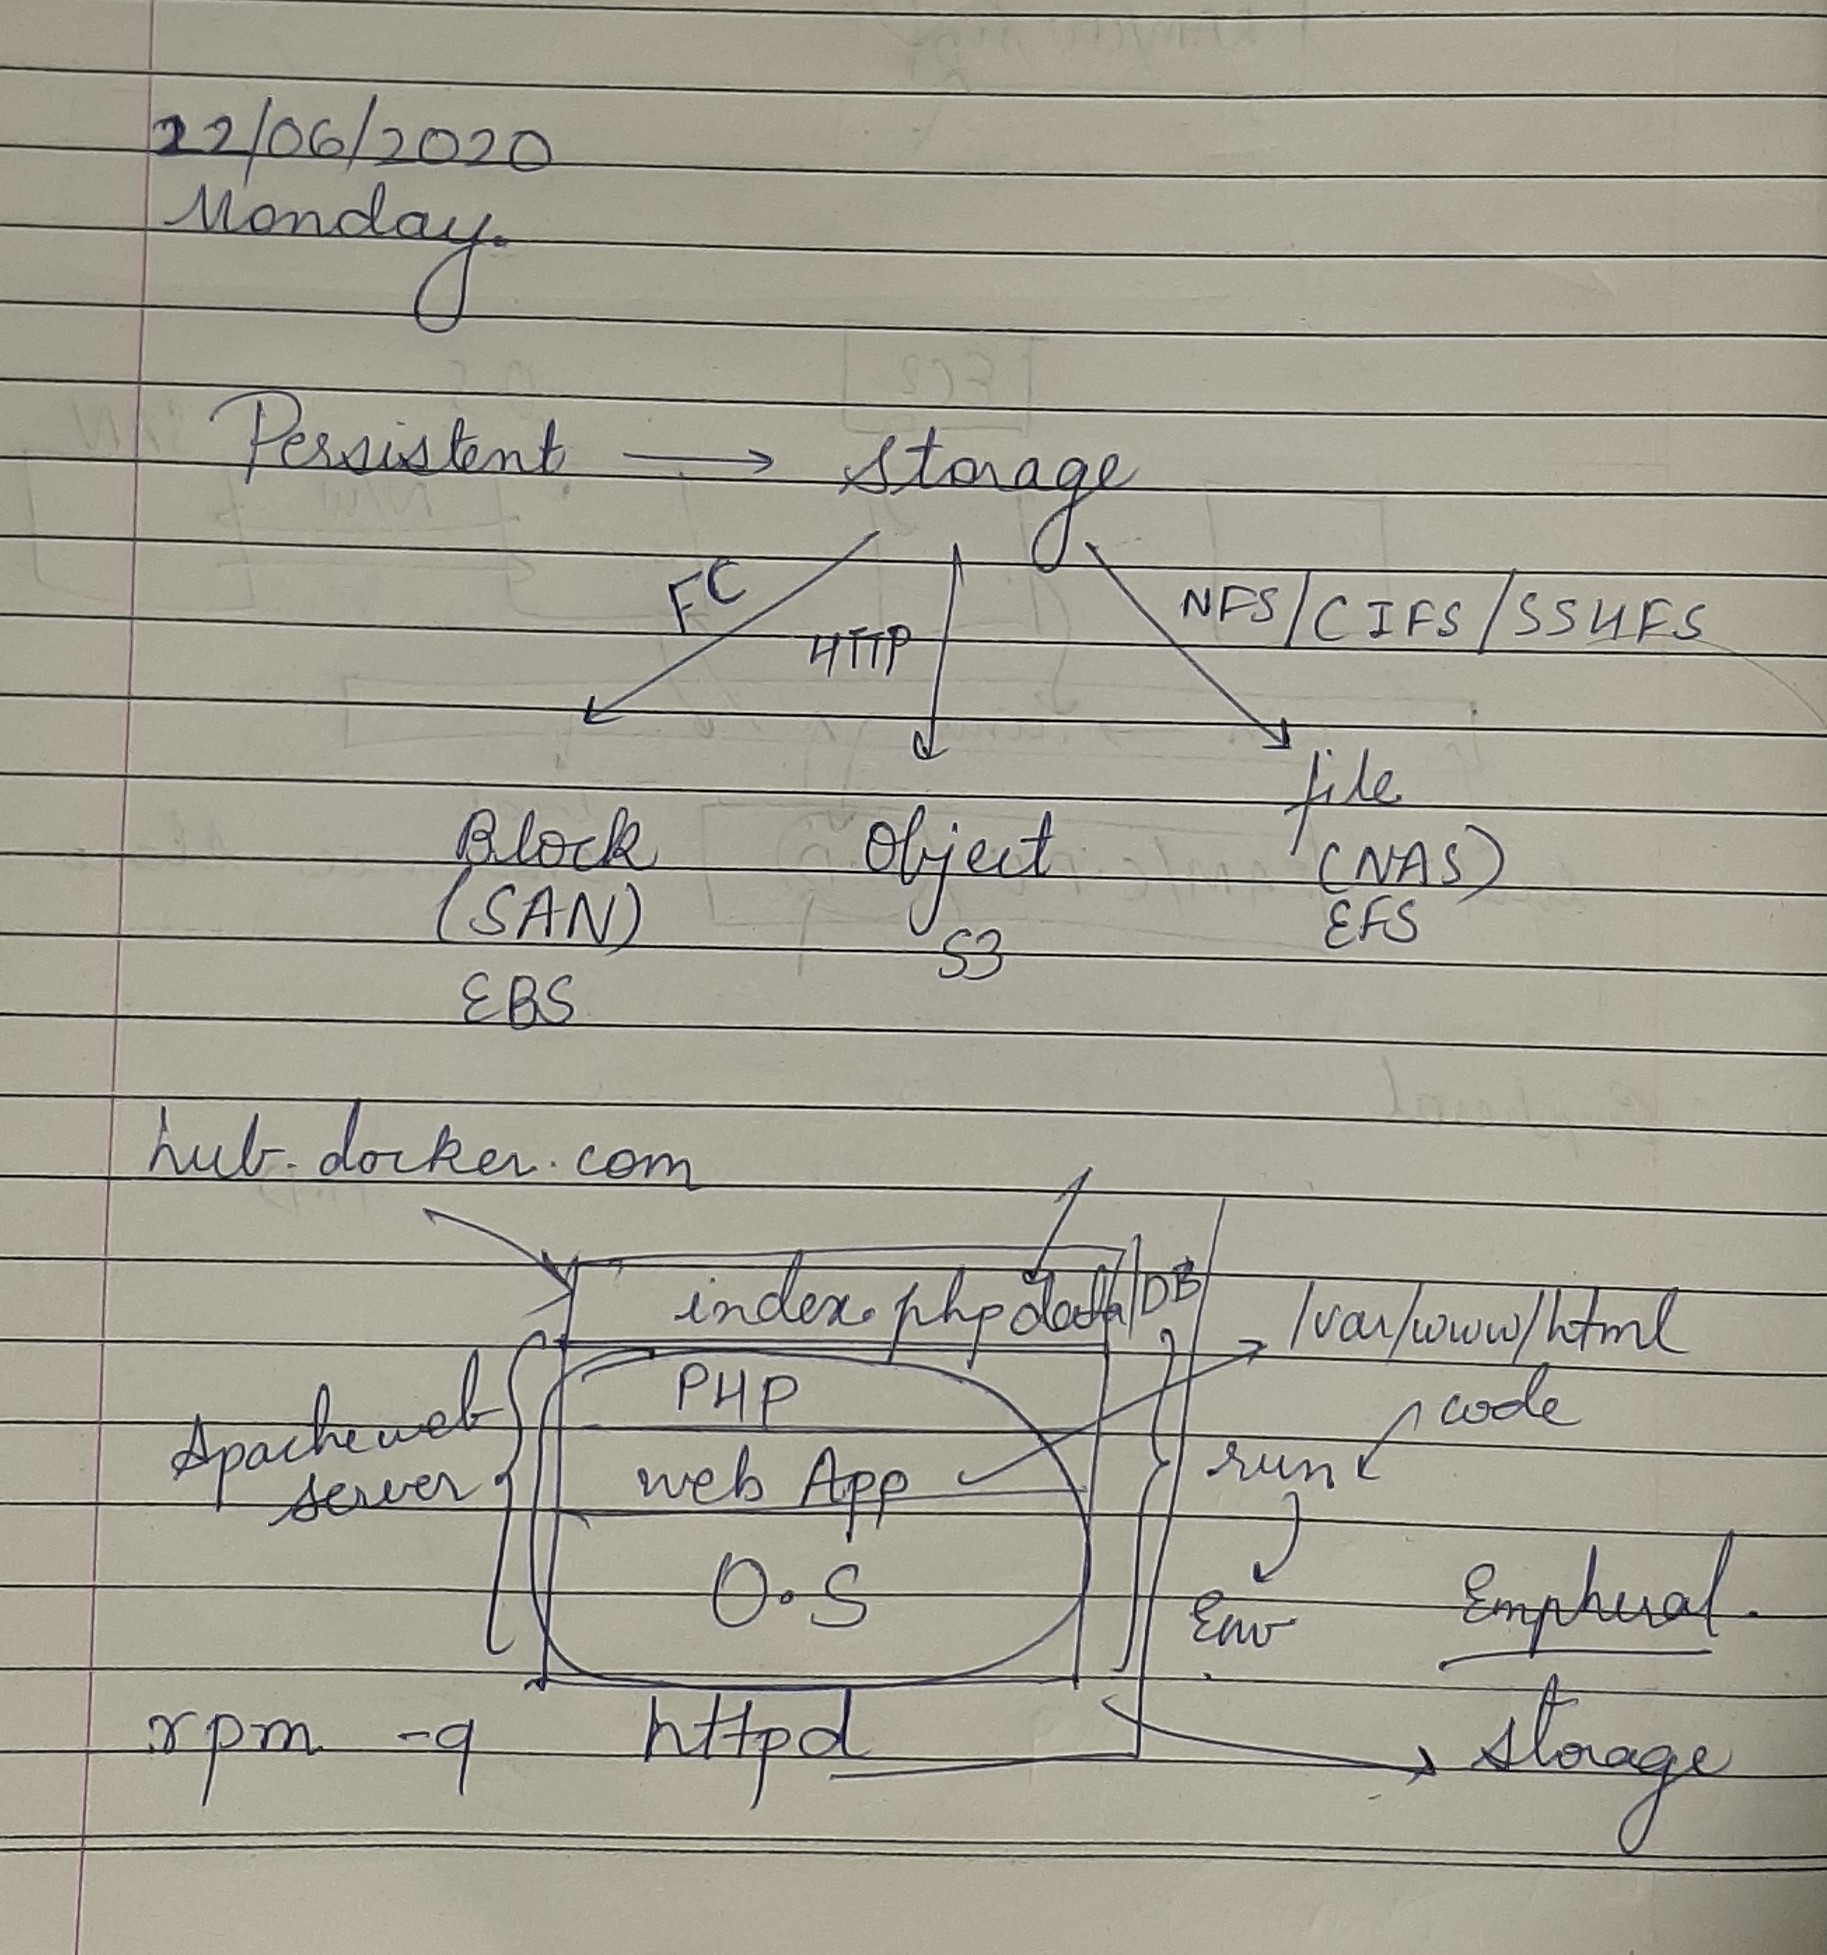 22/06/2020
Monday.
Persistent → Storage
FC
HTTP
NFS/CIFS/SSHFS
Block
(SAN)
EBS
Object
S3
file
(NAS)
EFS
hub.docker.com
index.php data/DB
/var/www/html
PHP
code
Apache web
server
web App
run
O.S
Env
Empheral.
rpm -q httpd
Storage